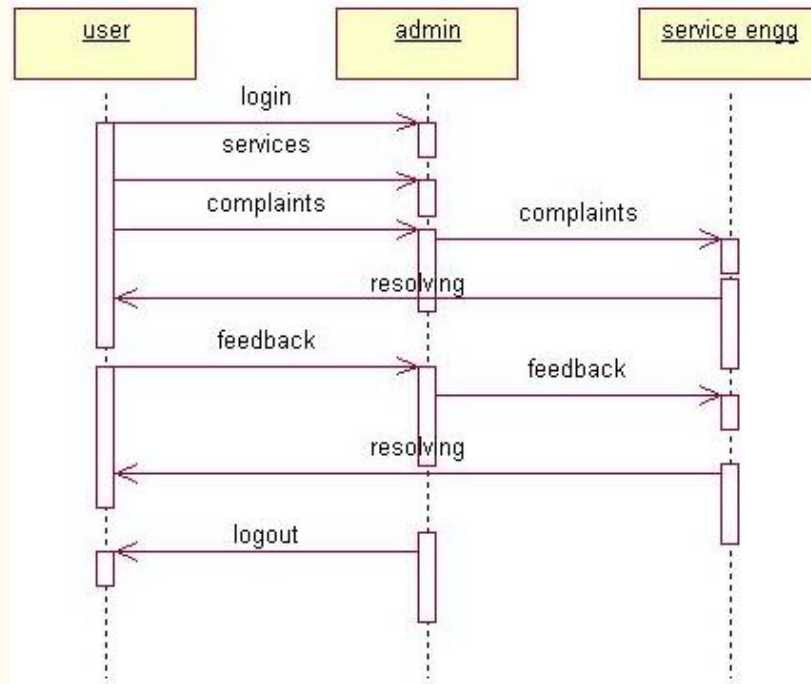 user
admin
service engg
login
services
complaints
complaints
resolving
feedback
feedback
resolving
logout